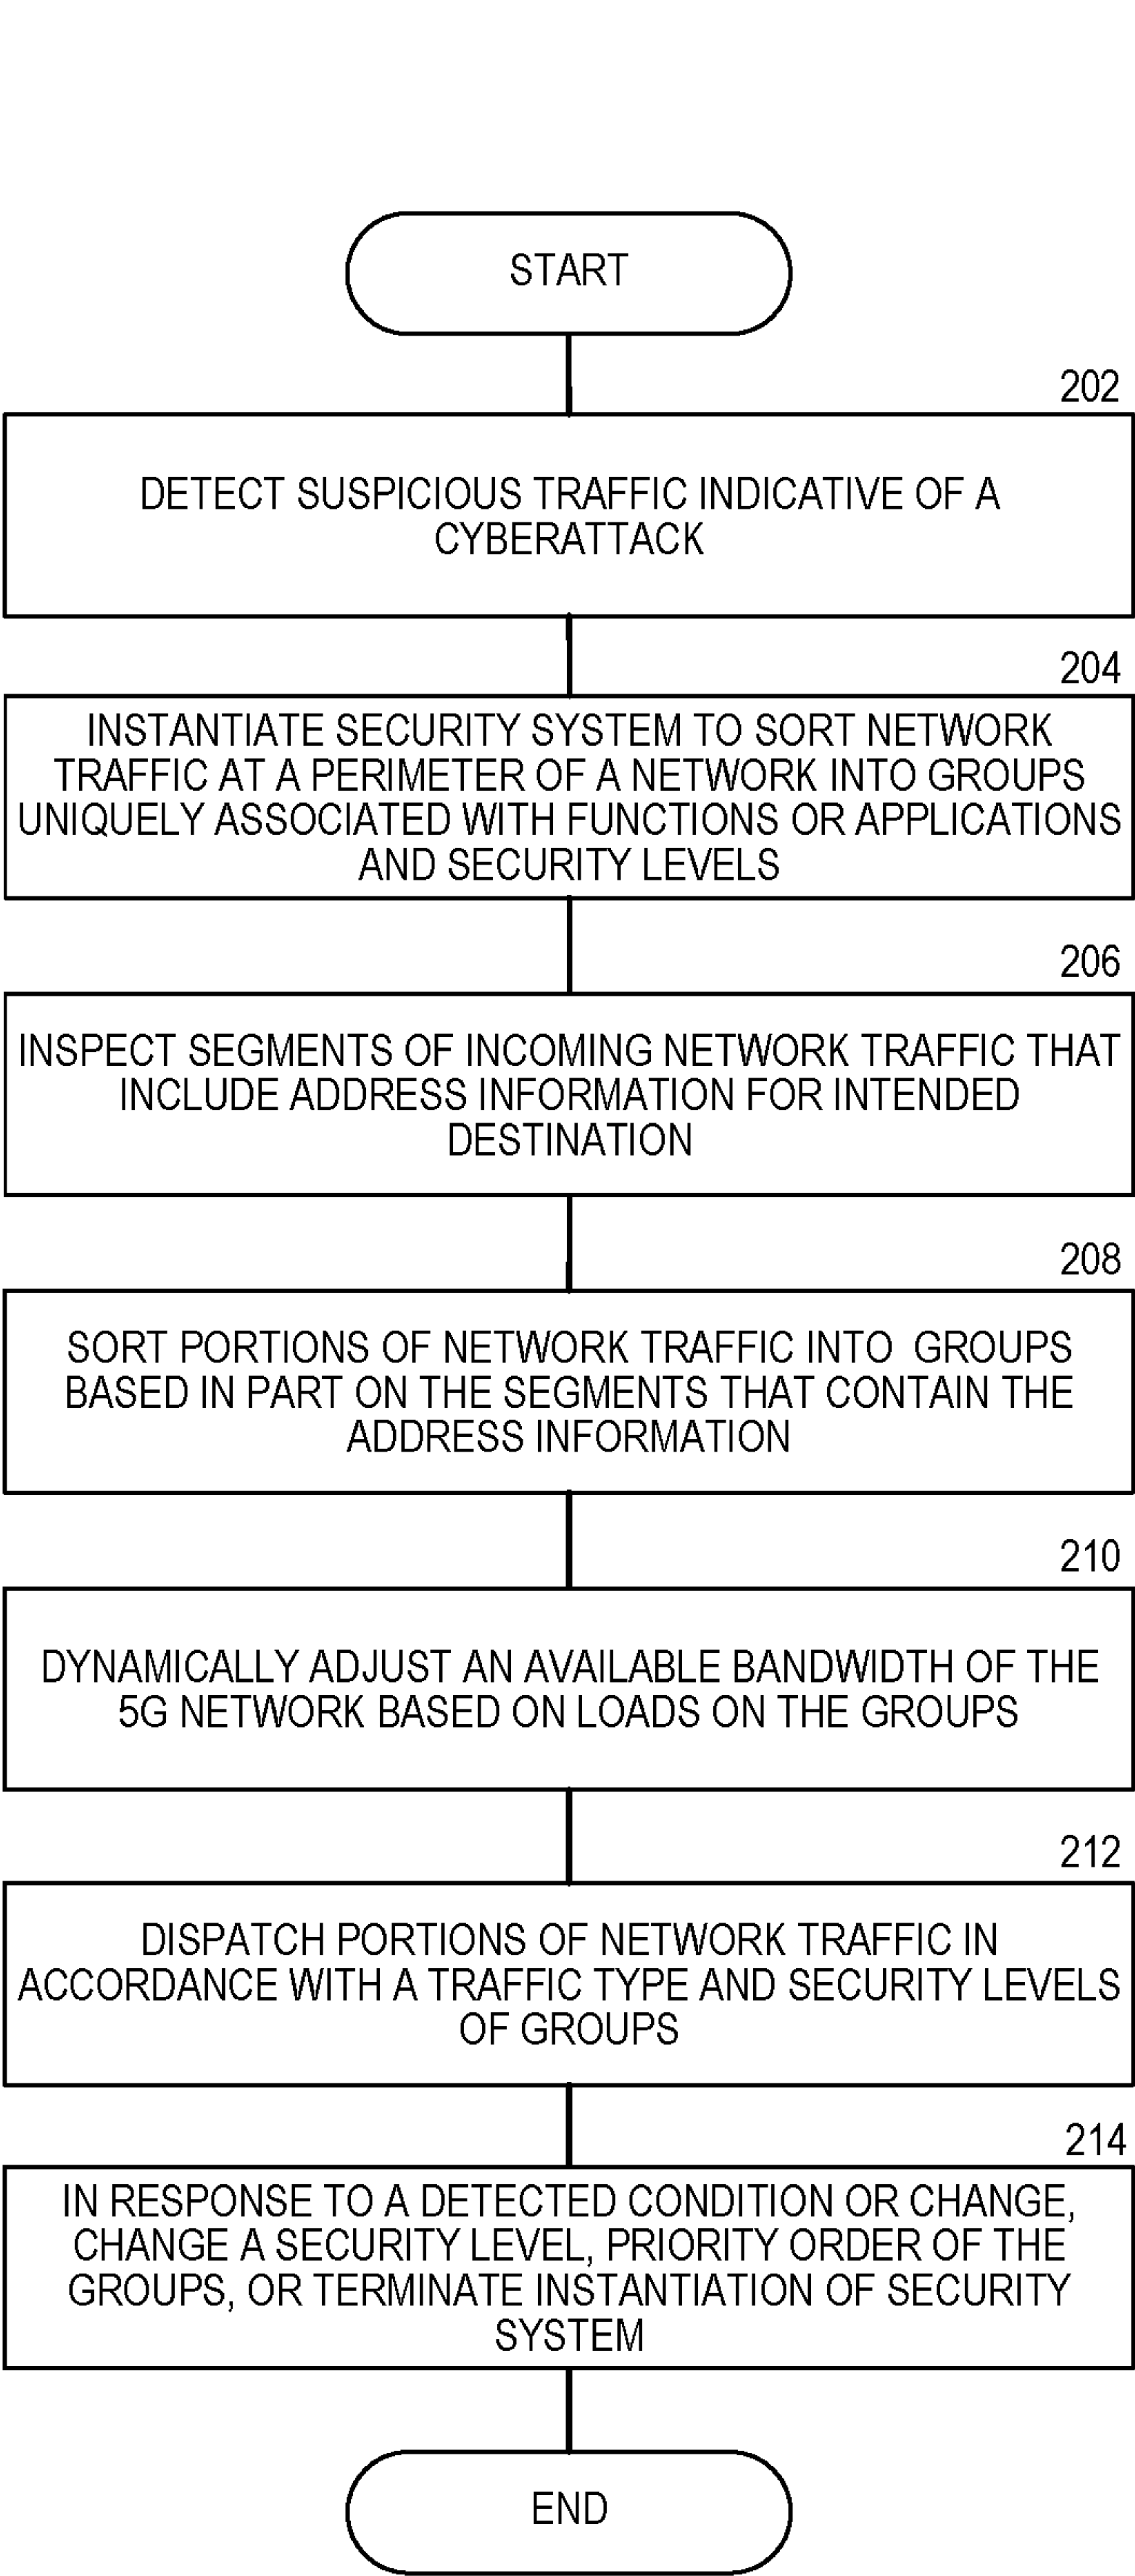 START
202
DETECT SUSPICIOUS TRAFFIC INDICATIVE OF A
CYBERATTACK
204
INSTANTIATE SECURITY SYSTEM TO SORT NETWORK
TRAFFIC AT A PERIMETER OF A NETWORK INTO GROUPS
UNIQUELY ASSOCIATED WITH FUNCTIONS OR APPLICATIONS
AND SECURITY LEVELS
206
INSPECT SEGMENTS OF INCOMING NETWORK TRAFFIC THAT
INCLUDE ADDRESS INFORMATION FOR INTENDED
DESTINATION
208
SORT PORTIONS OF NETWORK TRAFFIC INTO GROUPS
BASED IN PART ON THE SEGMENTS THAT CONTAIN THE
ADDRESS INFORMATION
210
DYNAMICALLY ADJUST AN AVAILABLE BANDWIDTH OF THE
5G NETWORK BASED ON LOADS ON THE GROUPS
212
DISPATCH PORTIONS OF NETWORK TRAFFIC IN
ACCORDANCE WITH A TRAFFIC TYPE AND SECURITY LEVELS
OF GROUPS
214
IN RESPONSE TO A DETECTED CONDITION OR CHANGE,
CHANGE A SECURITY LEVEL, PRIORITY ORDER OF THE
GROUPS, OR TERMINATE INSTANTIATION OF SECURITY
SYSTEM
END